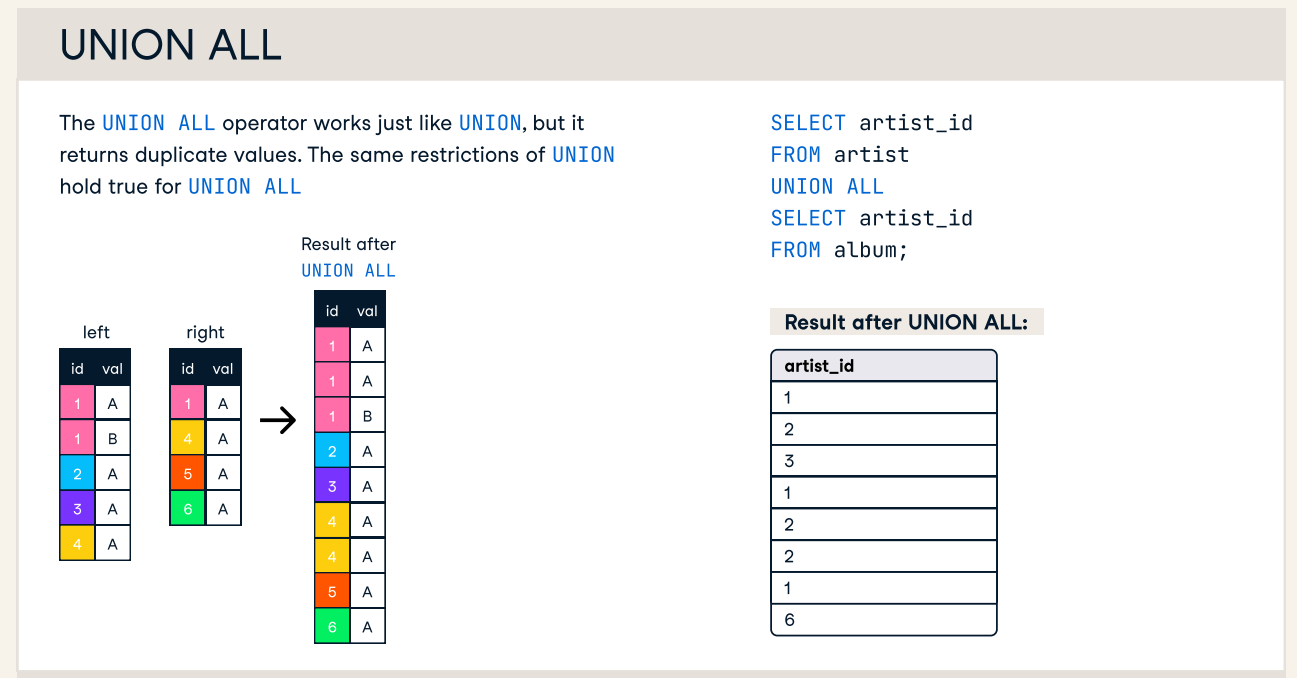 UNION ALL
The UNION ALL operator works just like UNION, but it
returns duplicate values. The same restrictions of UNION
hold true for UNION ALL
left
id val
1 A
1 B
2 A
3 A
4 A
right
id val
1 A
4 A
5 A
6 A
Result after
UNION ALL
id val
1 A
1 A
1 B
2 A
3 A
4 A
4 A
5 A
6 A
SELECT artist_id
FROM artist
UNION ALL
SELECT artist_id
FROM album;
Result after UNION ALL:
artist_id
1
2
3
1
2
2
1
6